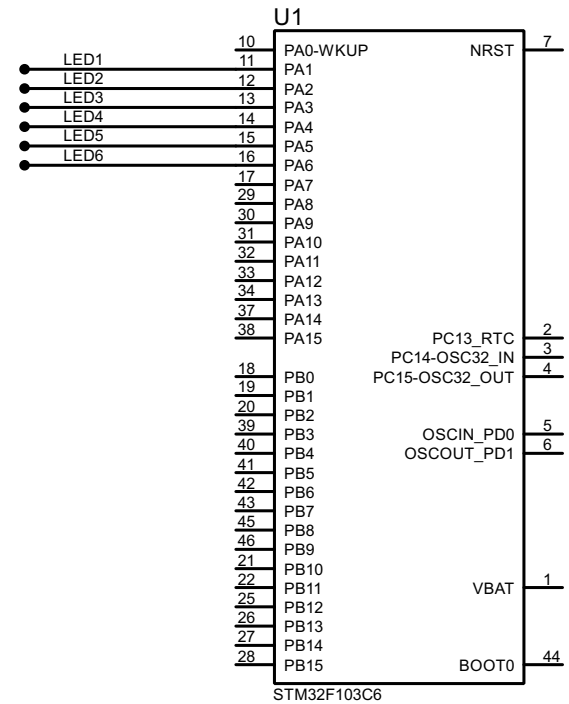 U1
10 PA0-WKUP NRST 7
LED1 11 PA1
LED2 12 PA2
LED3 13 PA3
LED4 14 PA4
LED5 15 PA5
LED6 16 PA6
17 PA7
29 PA8
30 PA9
31 PA10
32 PA11
33 PA12
34 PA13
37 PA14
38 PA15 PC13_RTC 2
PC14-OSC32_IN 3
18 PB0 PC15-OSC32_OUT 4
19 PB1
20 PB2
39 PB3 OSCIN_PD0 5
40 PB4 OSCOUT_PD1 6
41 PB5
42 PB6
43 PB7
45 PB8
46 PB9
21 PB10
22 PB11 VBAT 1
25 PB12
26 PB13
27 PB14
28 PB15 BOOT0 44
STM32F103C6